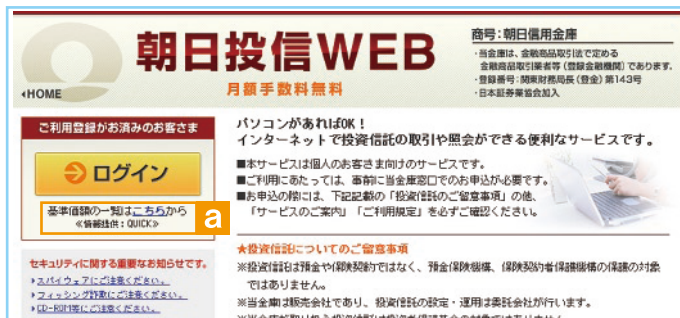 朝日投信WEB
月額手数料無料
商号:朝日信用金庫
・当金庫は、金融商品取引法で定める
金融商品取引業者等(登録金融機関)であります。
・登録番号:関東財務局長(登金)第143号
・日本証券業協会加入
HOME
ご利用登録がお済みのお客さま
ログイン
基準価額の一覧はこちらから
≪情報提供:QUICK≫
a
セキュリティに関する重要なお知らせです。
スパイウェアにご注意ください。
フィッシング詐欺にご注意ください。
CD-ROM等にご注意ください。
パソコンがあればOK!
インターネットで投資信託の取引や照会ができる便利なサービスです。
■本サービスは個人のお客さま向けのサービスです。
■ご利用にあたっては、事前に当金庫窓口でのお申込が必要です。
■お申込の際には、下記記載の「投資信託のご留意事項」の他、
「サービスのご案内」「ご利用規定」を必ずご確認ください。
★投資信託についてのご留意事項
※投資信託は預金や保険契約ではなく、預金保険機構、保険契約者保護機構の保護の対象
ではありません。
※当金庫は販売会社であり、投資信託の設定・運用は委託会社が行います。